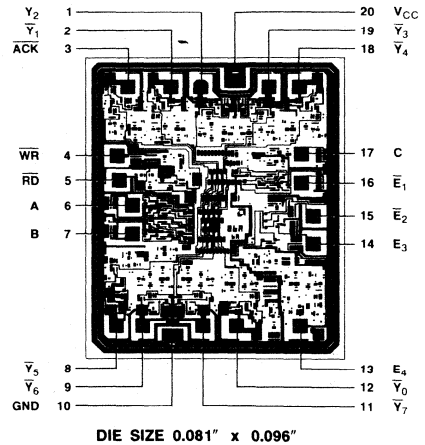 Y2 1
Y̅1 2
A̅C̅K̅ 3
20 VCC
19 Y̅3
18 Y̅4
W̅R̅ 4
R̅D̅ 5
A 6
B 7
17 C
16 E̅1
15 E̅2
14 E3
Y̅5 8
Y̅6 9
GND 10
13 E4
12 Y̅0
11 Y̅7
DIE SIZE 0.081" x 0.096"